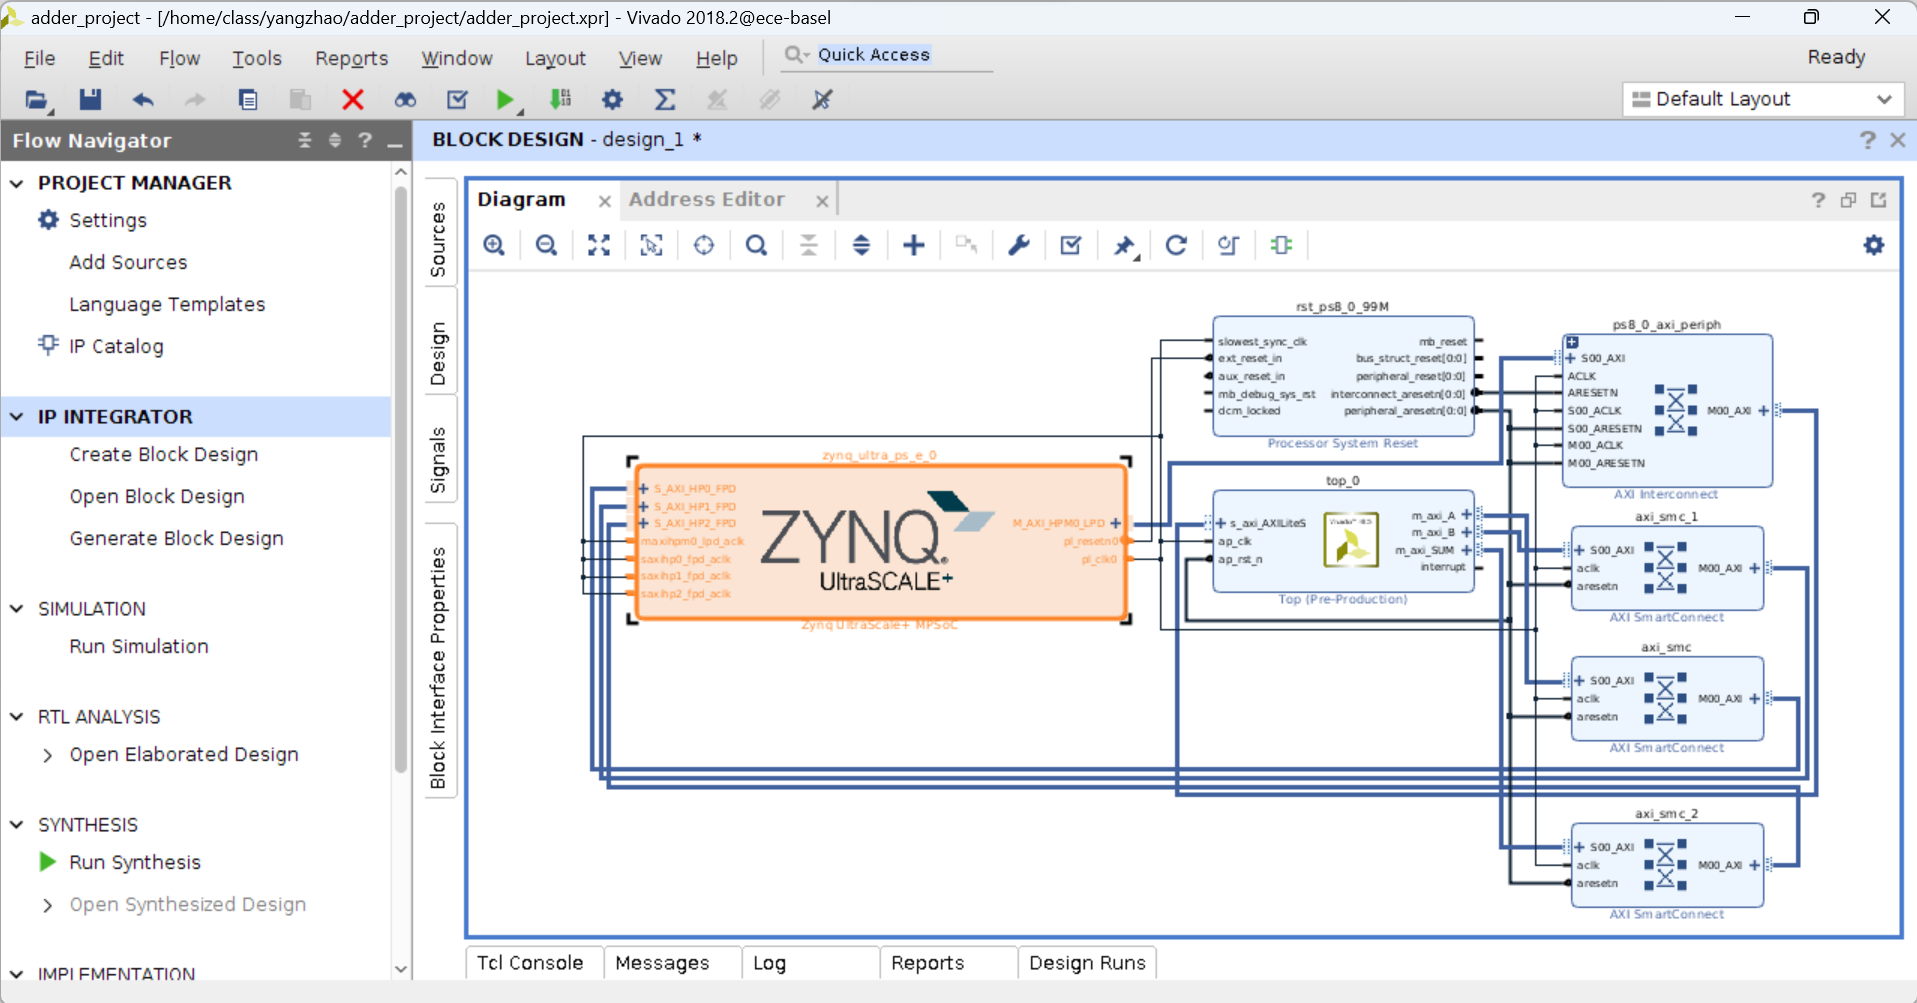 adder_project - [/home/class/yangzhao/adder_project/adder_project.xpr] - Vivado 2018.2@ece-basel
File Edit Flow Tools Reports Window Layout View Help Quick Access Ready
Default Layout
Flow Navigator
PROJECT MANAGER
Settings
Add Sources
Language Templates
IP Catalog
IP INTEGRATOR
Create Block Design
Open Block Design
Generate Block Design
SIMULATION
Run Simulation
RTL ANALYSIS
Open Elaborated Design
SYNTHESIS
Run Synthesis
Open Synthesized Design
IMPLEMENTATION
BLOCK DESIGN - design_1 *
Sources
Design
Signals
Block Interface Properties
Diagram
Address Editor
zynq_ultra_ps_e_0
S_AXI_HP0_FPD
S_AXI_HP1_FPD
S_AXI_HP2_FPD
maxihpm0_lpd_aclk
saxihp0_fpd_aclk
saxihp1_fpd_aclk
saxihp2_fpd_aclk
ZYNQ.
UltraSCALE+
M_AXI_HPM0_LPD
pl_resetn0
pl_clk0
Zynq UltraScale+ MPSoC
rst_ps8_0_99M
slowest_sync_clk
ext_reset_in
aux_reset_in
mb_debug_sys_rst
dcm_locked
mb_reset
bus_struct_reset[0:0]
peripheral_reset[0:0]
interconnect_aresetn[0:0]
peripheral_aresetn[0:0]
Processor System Reset
top_0
s_axi_AXILiteS
ap_clk
ap_rst_n
m_axi_A
m_axi_B
m_axi_SUM
interrupt
Top (Pre-Production)
ps8_0_axi_periph
S00_AXI
ACLK
ARESETN
S00_ACLK
S00_ARESETN
M00_ACLK
M00_ARESETN
M00_AXI
AXI Interconnect
axi_smc_1
S00_AXI
aclk
aresetn
M00_AXI
AXI SmartConnect
axi_smc
S00_AXI
aclk
aresetn
M00_AXI
AXI SmartConnect
axi_smc_2
S00_AXI
aclk
aresetn
M00_AXI
AXI SmartConnect
Tcl Console
Messages
Log
Reports
Design Runs